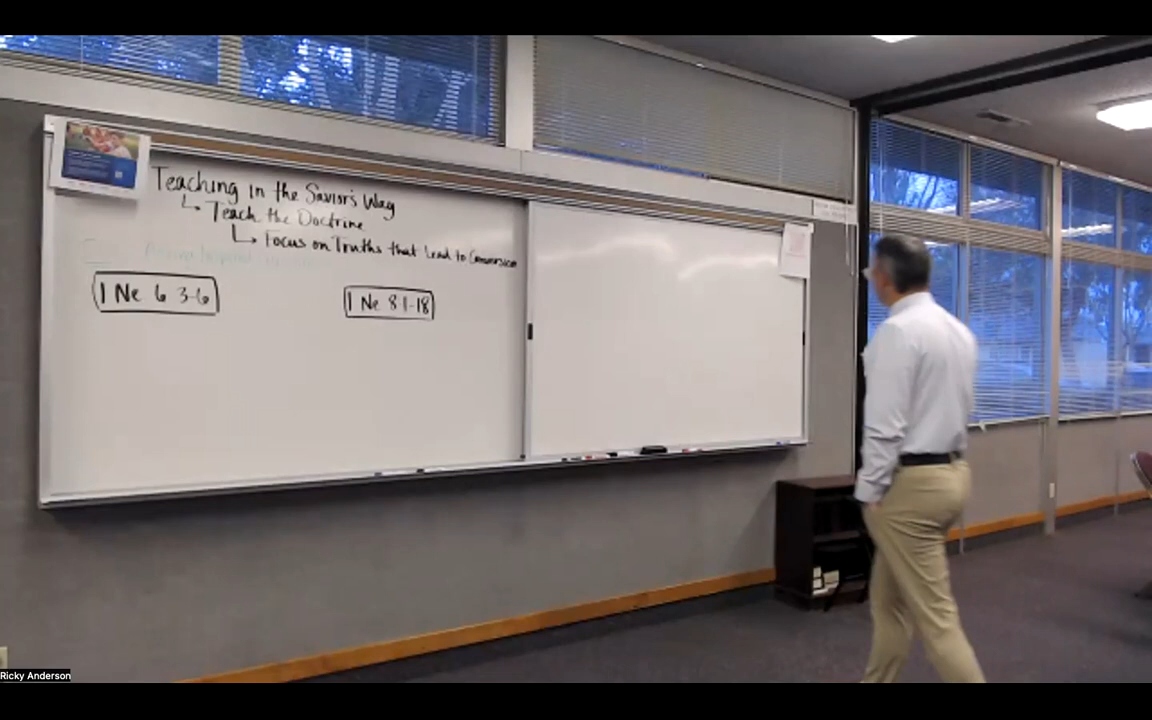 Teaching in the Savior's Way
↳ Teach the Doctrine
↳ Focus on Truths that Lead to Conversion
1 Ne 6 3-6
1 Ne 8 1-18
Ricky Anderson